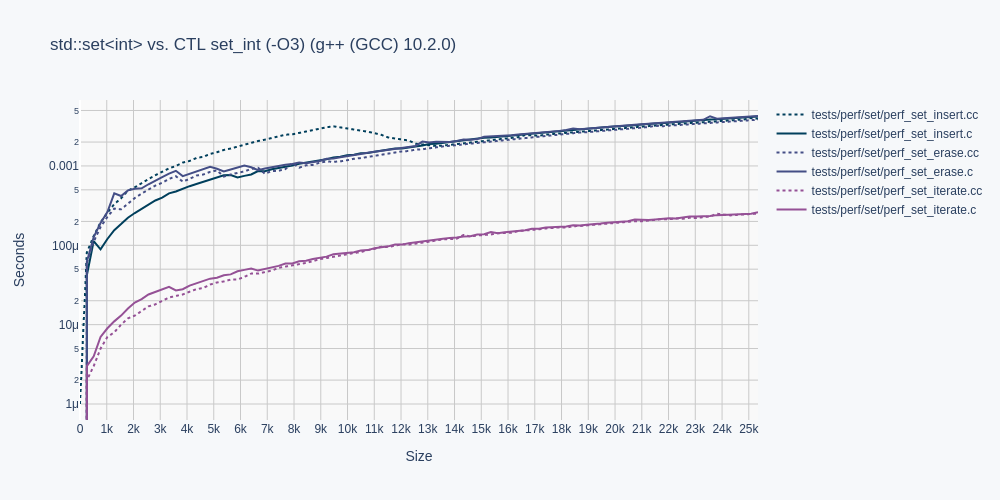 std::set<int> vs. CTL set_int (-O3) (g++ (GCC) 10.2.0)
5
2
0.001
5
2
100μ
5
2
10μ
5
2
1μ
Seconds
0 1k 2k 3k 4k 5k 6k 7k 8k 9k 10k 11k 12k 13k 14k 15k 16k 17k 18k 19k 20k 21k 22k 23k 24k 25k
Size
tests/perf/set/perf_set_insert.cc
tests/perf/set/perf_set_insert.c
tests/perf/set/perf_set_erase.cc
tests/perf/set/perf_set_erase.c
tests/perf/set/perf_set_iterate.cc
tests/perf/set/perf_set_iterate.c